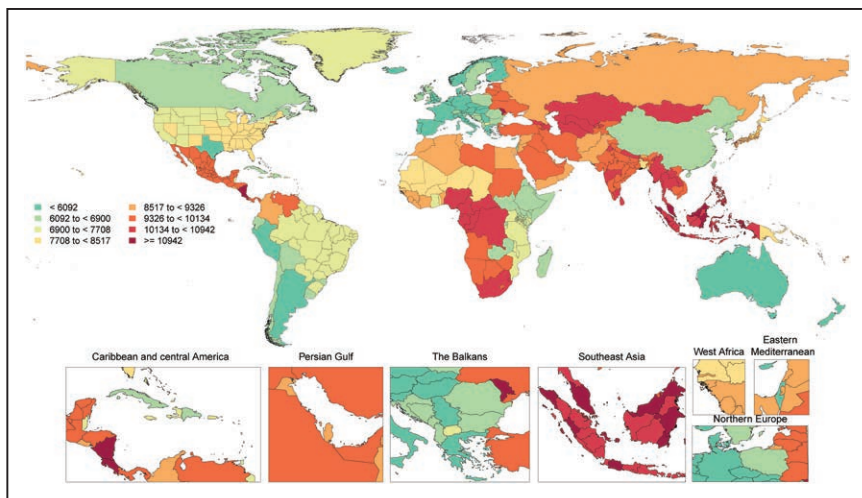 < 6092
6092 to < 6900
6900 to < 7708
7708 to < 8517
8517 to < 9326
9326 to < 10134
10134 to < 10942
>= 10942
Caribbean and central America
Persian Gulf
The Balkans
Southeast Asia
West Africa
Eastern
Mediterranean
Northern Europe